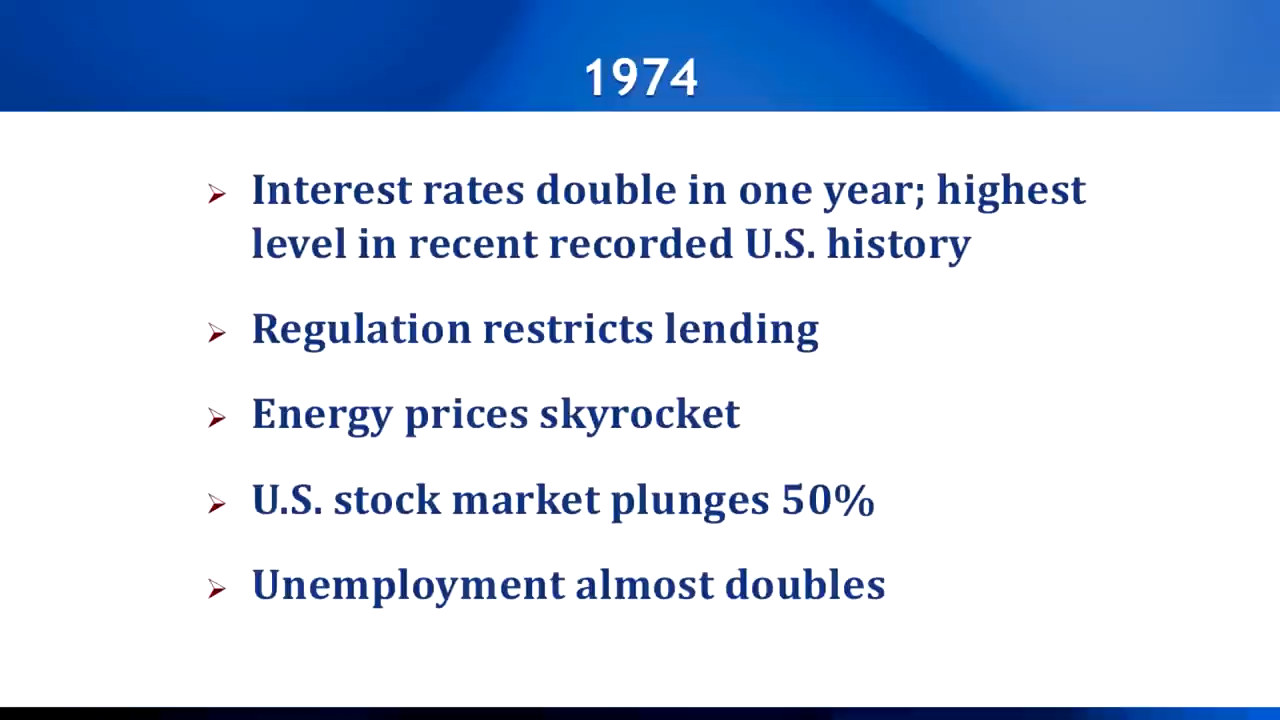 1974
Interest rates double in one year; highest
level in recent recorded U.S. history
Regulation restricts lending
Energy prices skyrocket
U.S. stock market plunges 50%
Unemployment almost doubles